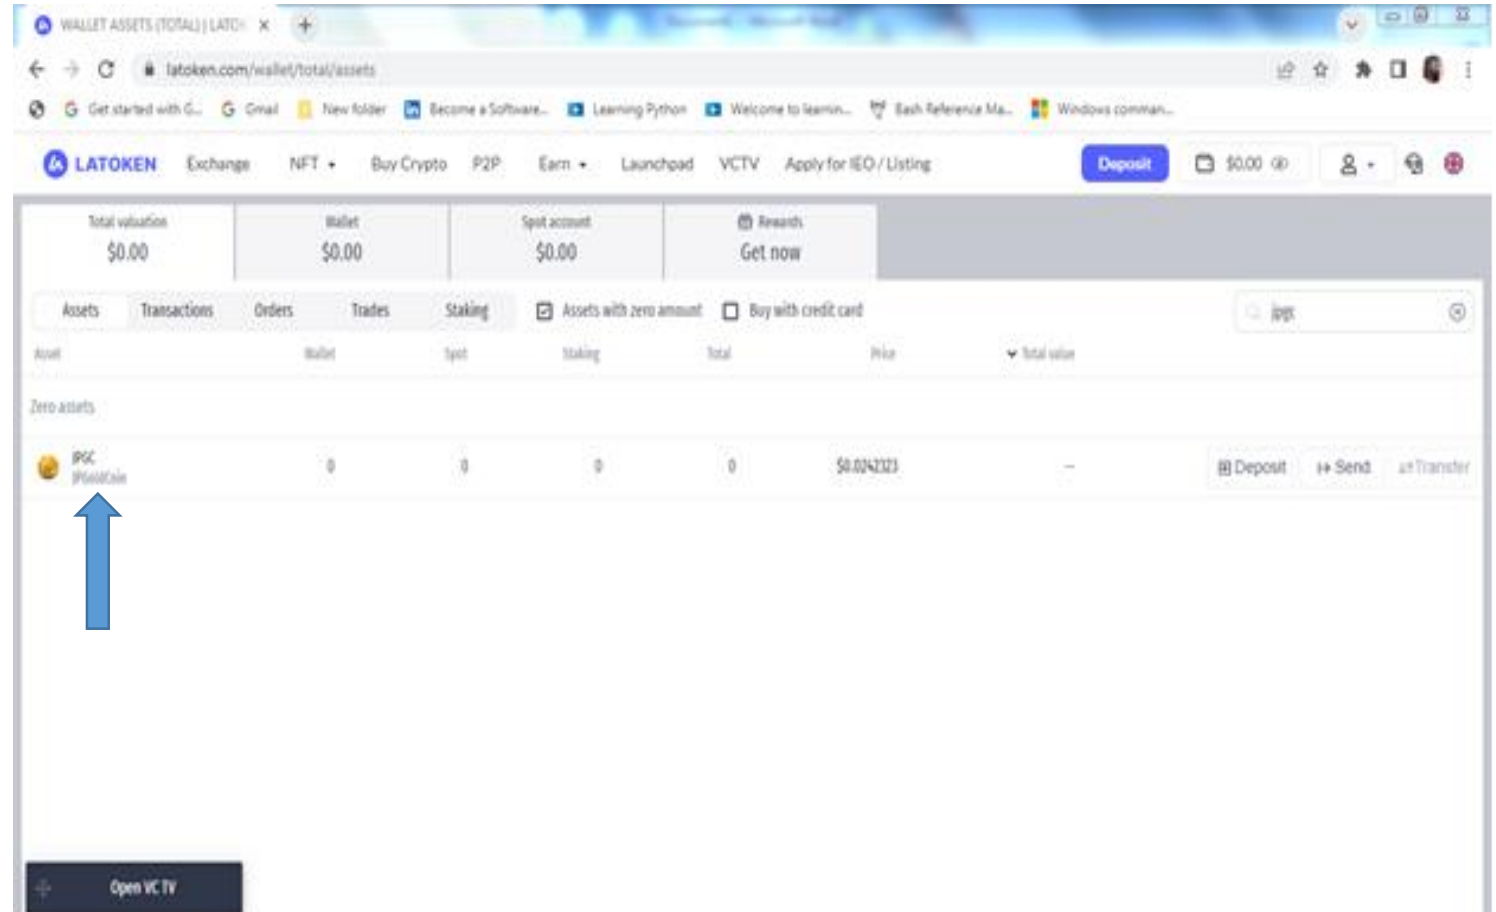 WALLET ASSETS (TOTAL) | LATO
latoken.com/wallet/total/assets
Get started with G... Gmail New folder Become a Software... Learning Python Welcome to learnin... Bash Reference Ma... Windows comman...
LATOKEN Exchange NFT Buy Crypto P2P Earn Launchpad VCTV Apply for IEO / Listing Deposit $0.00
Total valuation Wallet Spot account Rewards
$0.00 $0.00 $0.00 Get now
Assets Transactions Orders Trades Staking Assets with zero amount Buy with credit card jpgc
Asset Wallet Spot Staking Total Price Total value
Zero assets
JPGC 0 0 0 0 $0.0242323 -- Deposit Send Transfer
JPGoldCoin
Open VC TV